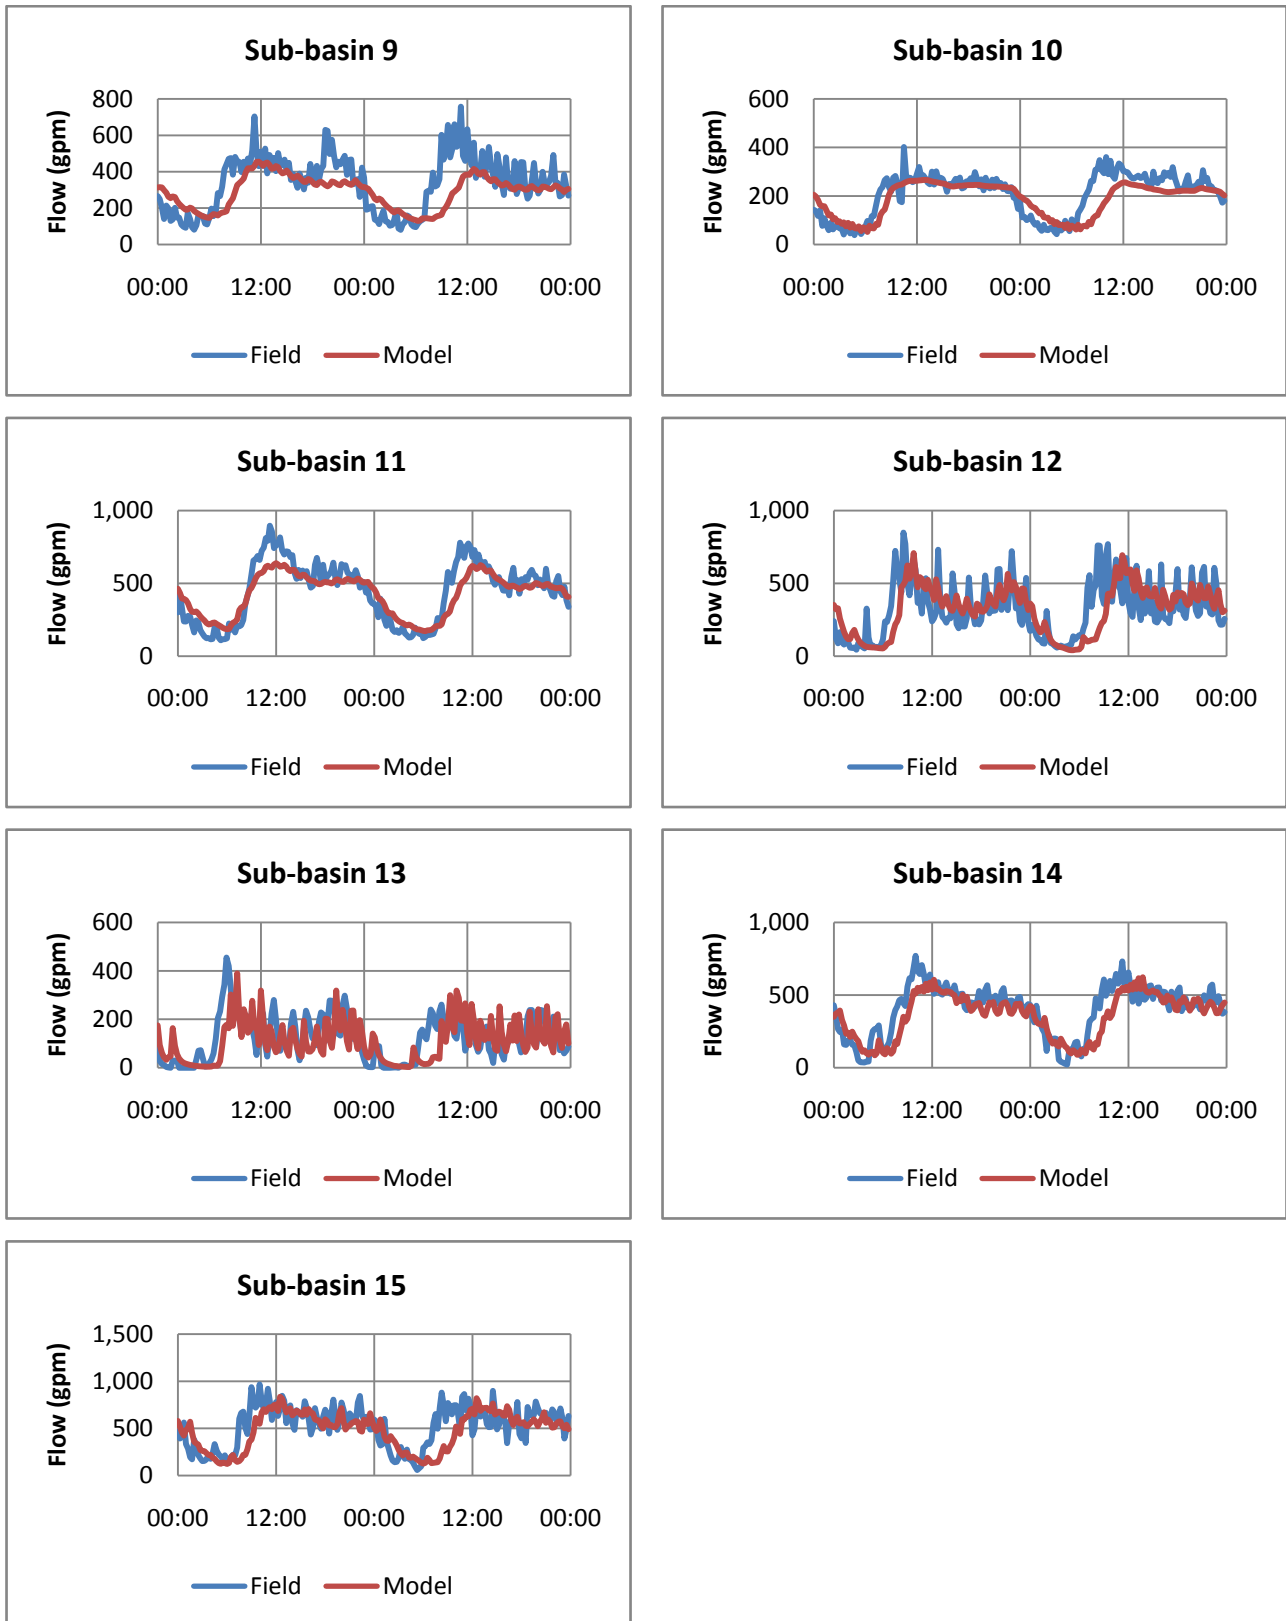 Sub-basin 9
Flow (gpm)
800
600
400
200
0
00:00 12:00 00:00 12:00 00:00
Field Model
Sub-basin 10
Flow (gpm)
600
400
200
0
00:00 12:00 00:00 12:00 00:00
Field Model
Sub-basin 11
Flow (gpm)
1,000
500
0
00:00 12:00 00:00 12:00 00:00
Field Model
Sub-basin 12
Flow (gpm)
1,000
500
0
00:00 12:00 00:00 12:00 00:00
Field Model
Sub-basin 13
Flow (gpm)
600
400
200
0
00:00 12:00 00:00 12:00 00:00
Field Model
Sub-basin 14
Flow (gpm)
1,000
500
0
00:00 12:00 00:00 12:00 00:00
Field Model
Sub-basin 15
Flow (gpm)
1,500
1,000
500
0
00:00 12:00 00:00 12:00 00:00
Field Model